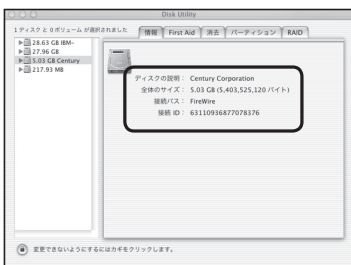 Disk Utility
1 ディスク と 0 ボリューム が選択されました
情報 First Aid 消去 パーティション RAID
28.63 GB IBM-
27.96 GB
5.03 GB Century
217.93 MB
ディスクの説明： Century Corporation
全体のサイズ： 5.03 GB (5,403,525,120 バイト)
接続バス： FireWire
接続 ID： 63110936877078376
変更できないようにするにはカギをクリックします。